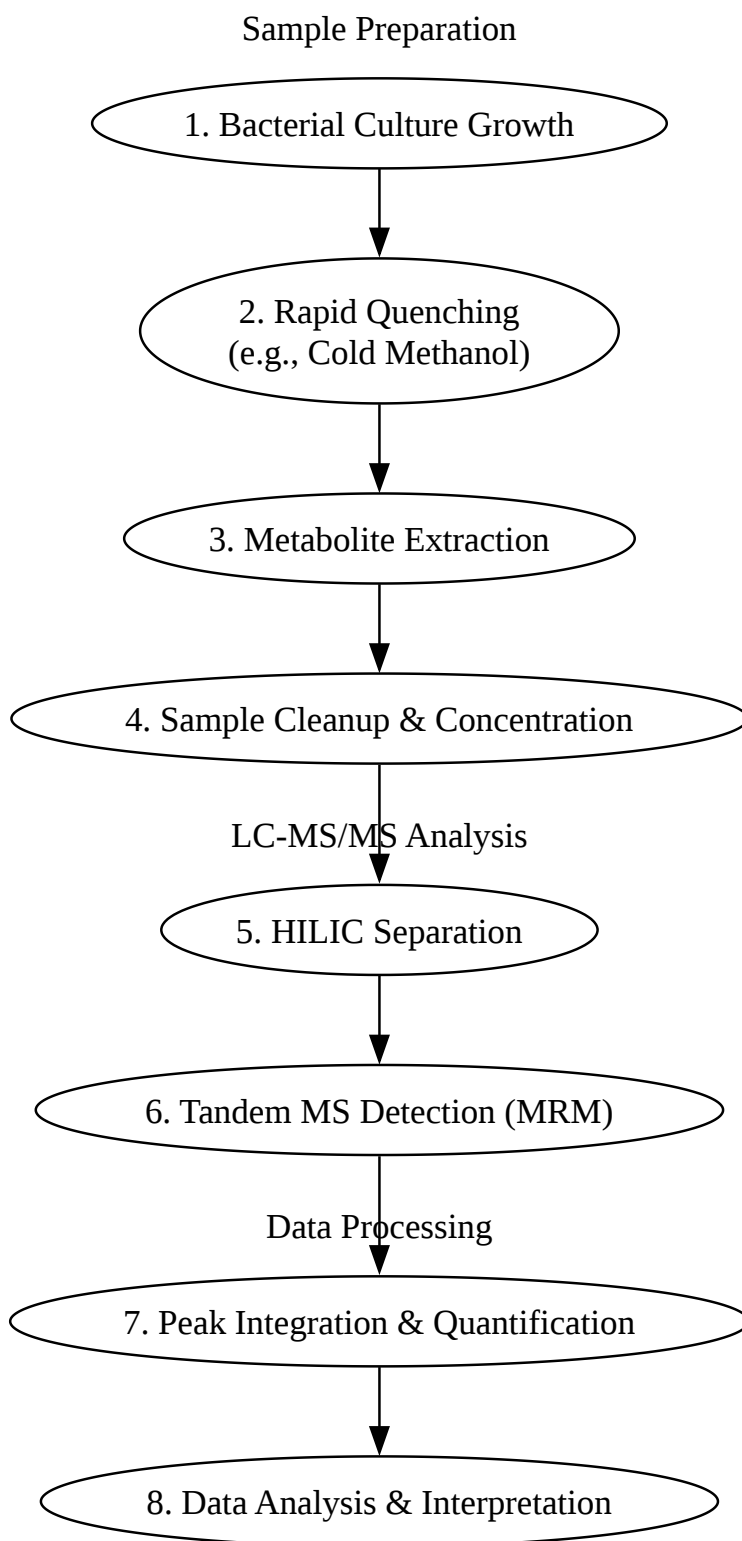 Sample Preparation
1. Bacterial Culture Growth
2. Rapid Quenching
(e.g., Cold Methanol)
3. Metabolite Extraction
4. Sample Cleanup & Concentration
LC-MS/MS Analysis
5. HILIC Separation
6. Tandem MS Detection (MRM)
Data Processing
7. Peak Integration & Quantification
8. Data Analysis & Interpretation